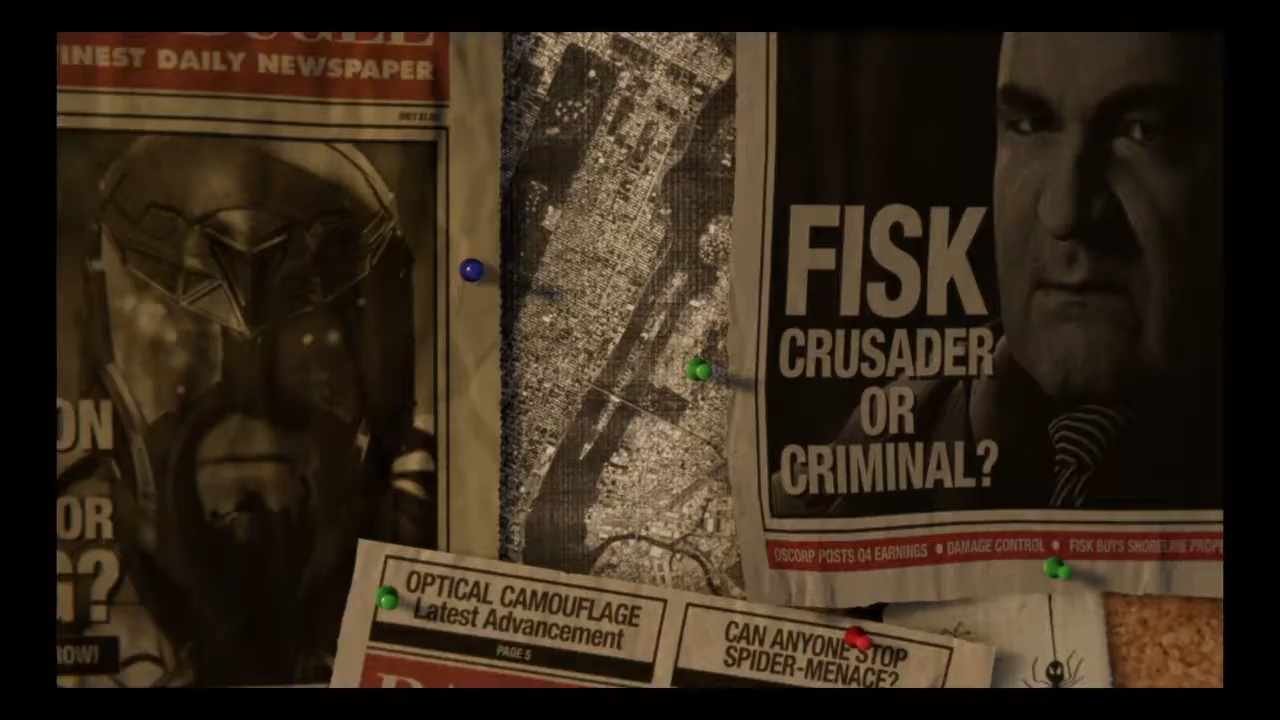 INEST DAILY NEWSPAPER
ON
OR
G?
OW!
FISK
CRUSADER
OR
CRIMINAL?
OSCORP POSTS Q4 EARNINGS • DAMAGE CONTROL • FISK BUYS SHORELINE PROP
OPTICAL CAMOUFLAGE
Latest Advancement
PAGE 5
CAN ANYONE STOP
SPIDER-MENACE?